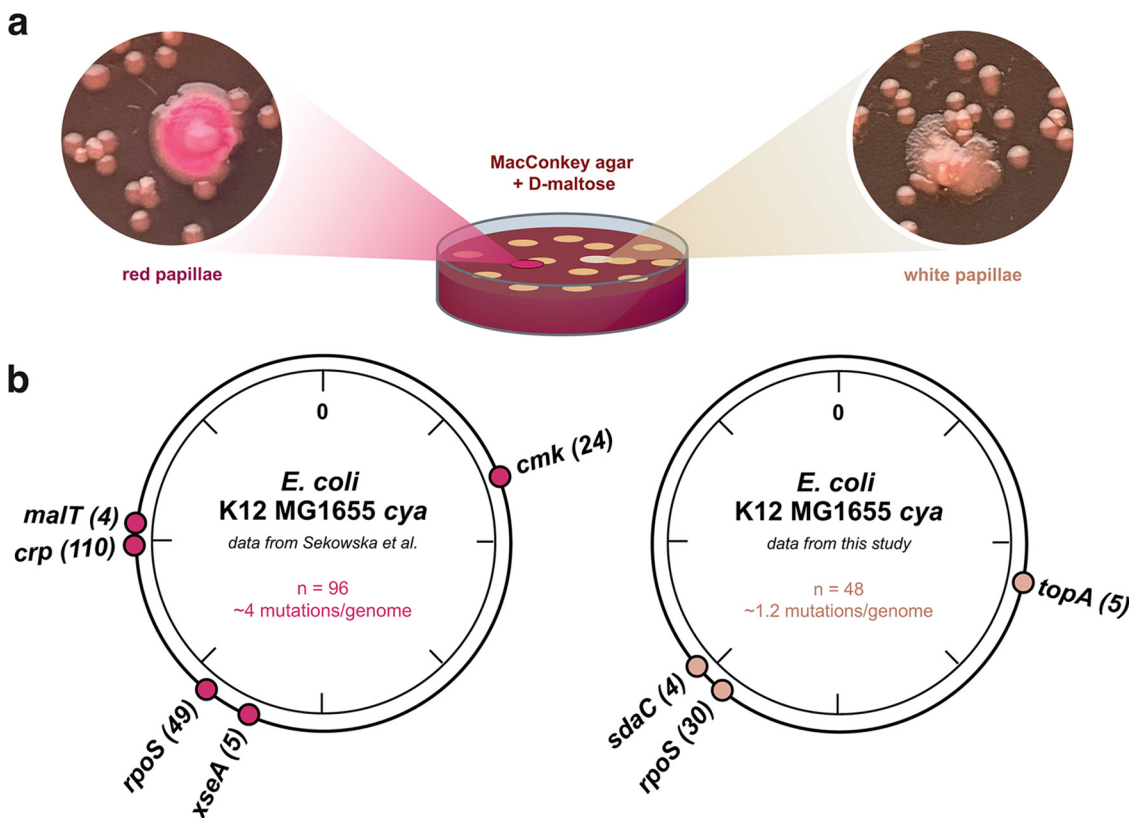 a
MacConkey agar
+ D-maltose
red papillae
white papillae
b
0
cmk (24)
malT (4)
crp (110)
E. coli
K12 MG1655 cya
data from Sekowska et al.
n = 96
~4 mutations/genome
rpoS (49)
xseA (5)
0
E. coli
K12 MG1655 cya
data from this study
n = 48
~1.2 mutations/genome
topA (5)
sdaC (4)
rpoS (30)